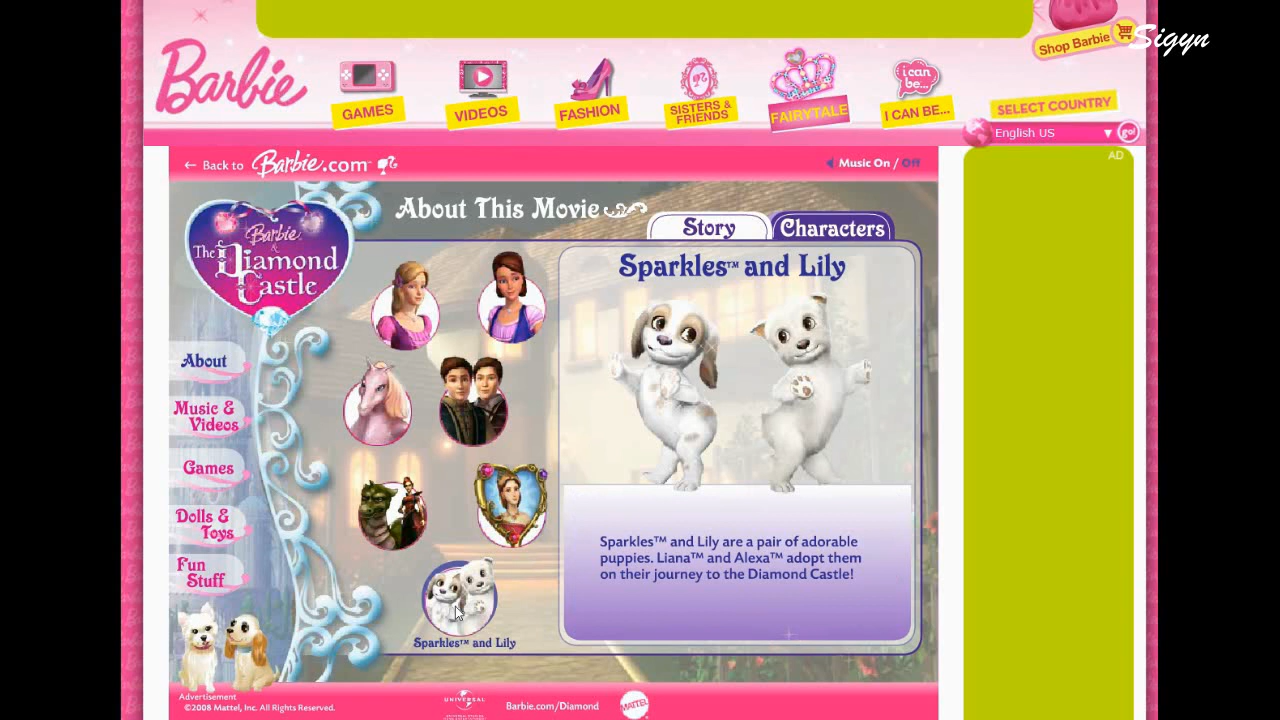 Shop Barbie
Sigyn
Barbie
GAMES
VIDEOS
FASHION
SISTERS &
FRIENDS
FAIRYTALE
i can
be...
I CAN BE...
SELECT COUNTRY
English US
go!
AD
← Back to Barbie.com™
Music On / Off
About This Movie
Story
Characters
Barbie
&
The Diamond
Castle
Sparkles™ and Lily
About
Music &
Videos
Games
Dolls &
Toys
Fun
Stuff
Sparkles™ and Lily are a pair of adorable
puppies. Liana™ and Alexa™ adopt them
on their journey to the Diamond Castle!
Sparkles™ and Lily
Advertisement
©2008 Mattel, Inc. All Rights Reserved.
UNIVERSAL
Barbie.com/Diamond
MATTEL